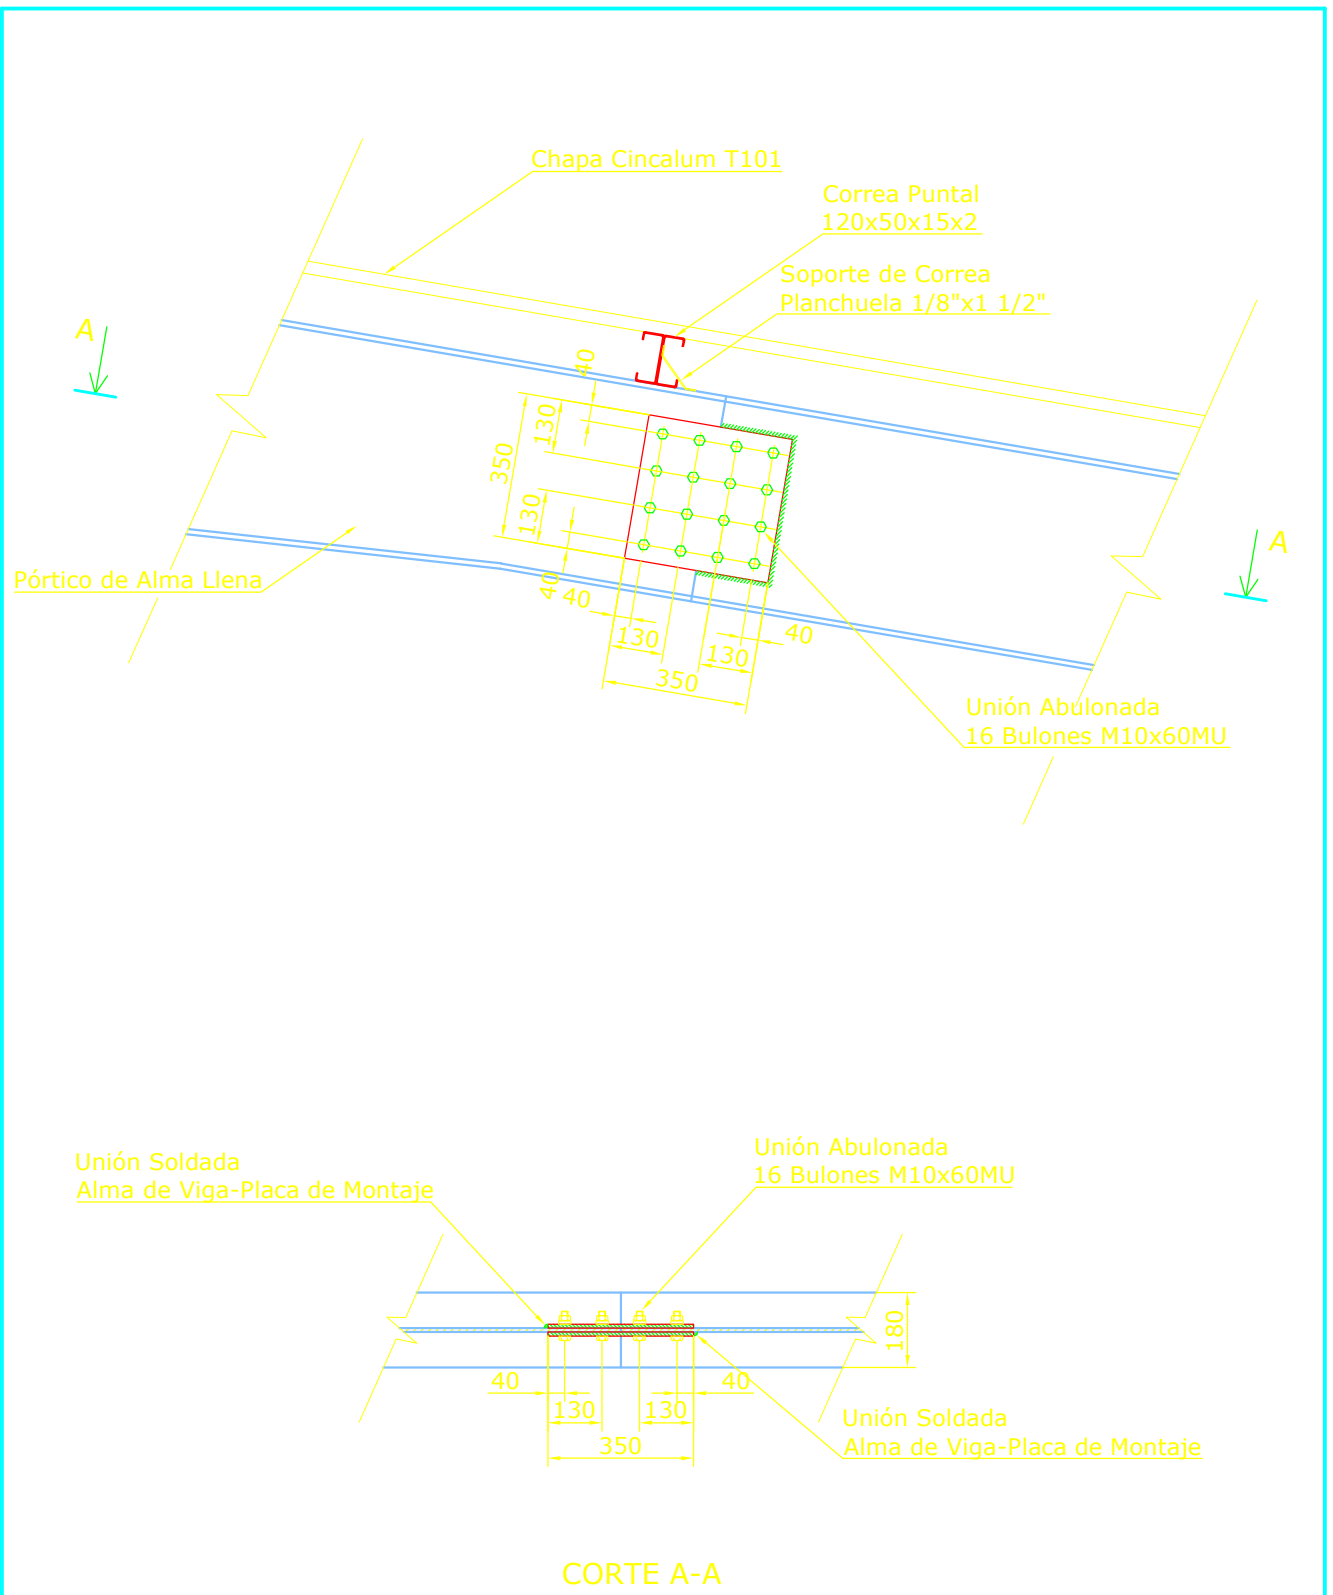 Chapa Cincalum T101
Correa Puntal
120x50x15x2
Soporte de Correa
Planchuela 1/8"x1 1/2"
A
40
130
350
130
40
A
Pórtico de Alma Llena
40
130
350
130
40
Unión Abulonada
16 Bulones M10x60MU
Unión Soldada
Alma de Viga-Placa de Montaje
Unión Abulonada
16 Bulones M10x60MU
180
40
40
130
130
350
Unión Soldada
Alma de Viga-Placa de Montaje
CORTE A-A